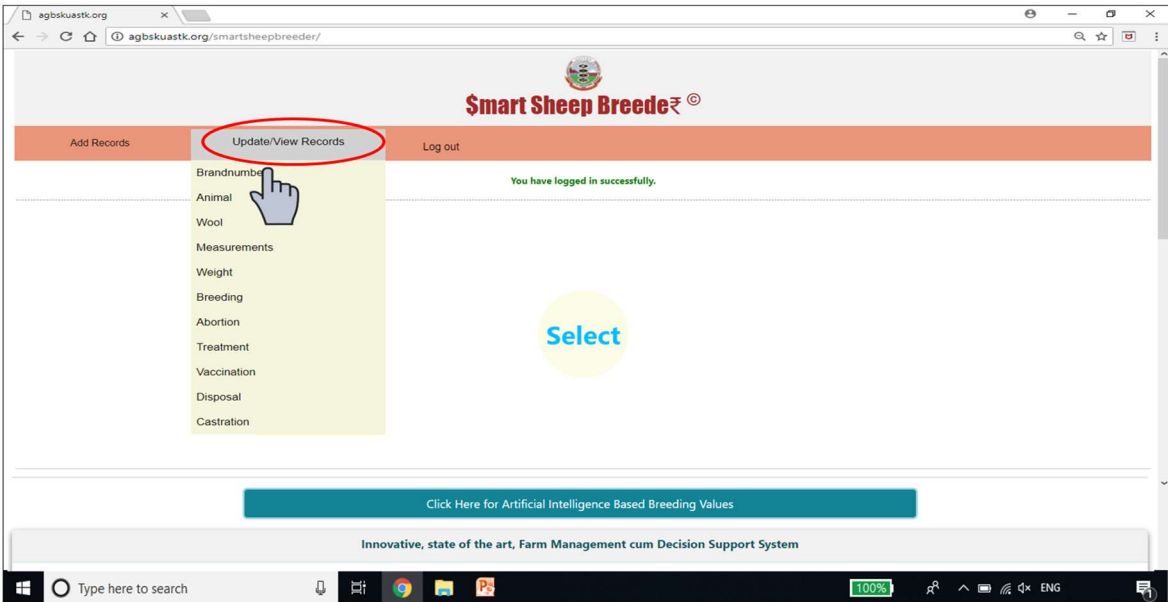 agbskuastk.org
agbskuastk.org/smartsheepbreeder/
$mart Sheep Breede₹ ©
Add Records
Update/View Records
Log out
You have logged in successfully.
Brandnumbe
Animal
Wool
Measurements
Weight
Breeding
Abortion
Treatment
Vaccination
Disposal
Castration
Select
Click Here for Artificial Intelligence Based Breeding Values
Innovative, state of the art, Farm Management cum Decision Support System
Type here to search
100%
ENG